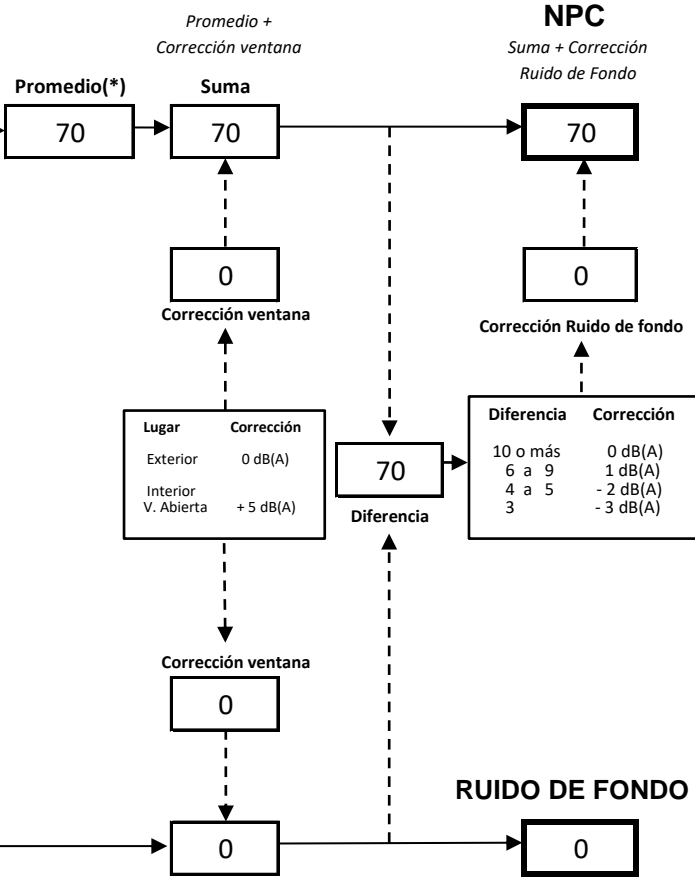 Promedio +
Corrección ventana
NPC
Suma + Corrección
Ruido de Fondo
Promedio(*)
Suma
70
70
70
0
0
Corrección ventana
Corrección Ruido de fondo
Lugar Corrección
Exterior 0 dB(A)
Interior
V. Abierta + 5 dB(A)
70
Diferencia
Diferencia Corrección
10 o más 0 dB(A)
6 a 9 1 dB(A)
4 a 5 - 2 dB(A)
3 - 3 dB(A)
Corrección ventana
0
RUIDO DE FONDO
0
0